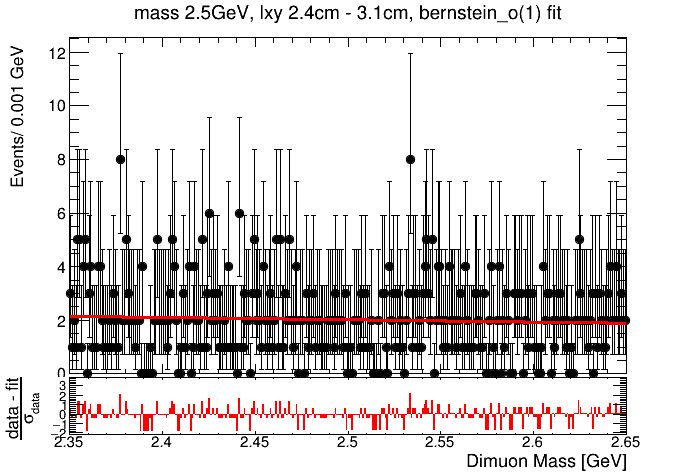 mass 2.5GeV, lxy 2.4cm - 3.1cm, bernstein_o(1) fit
Events/ 0.001 GeV
12
10
8
6
4
2
0
data - fit
σdata
3
2
1
0
−1
−2
2.35 2.4 2.45 2.5 2.55 2.6 2.65
Dimuon Mass [GeV]